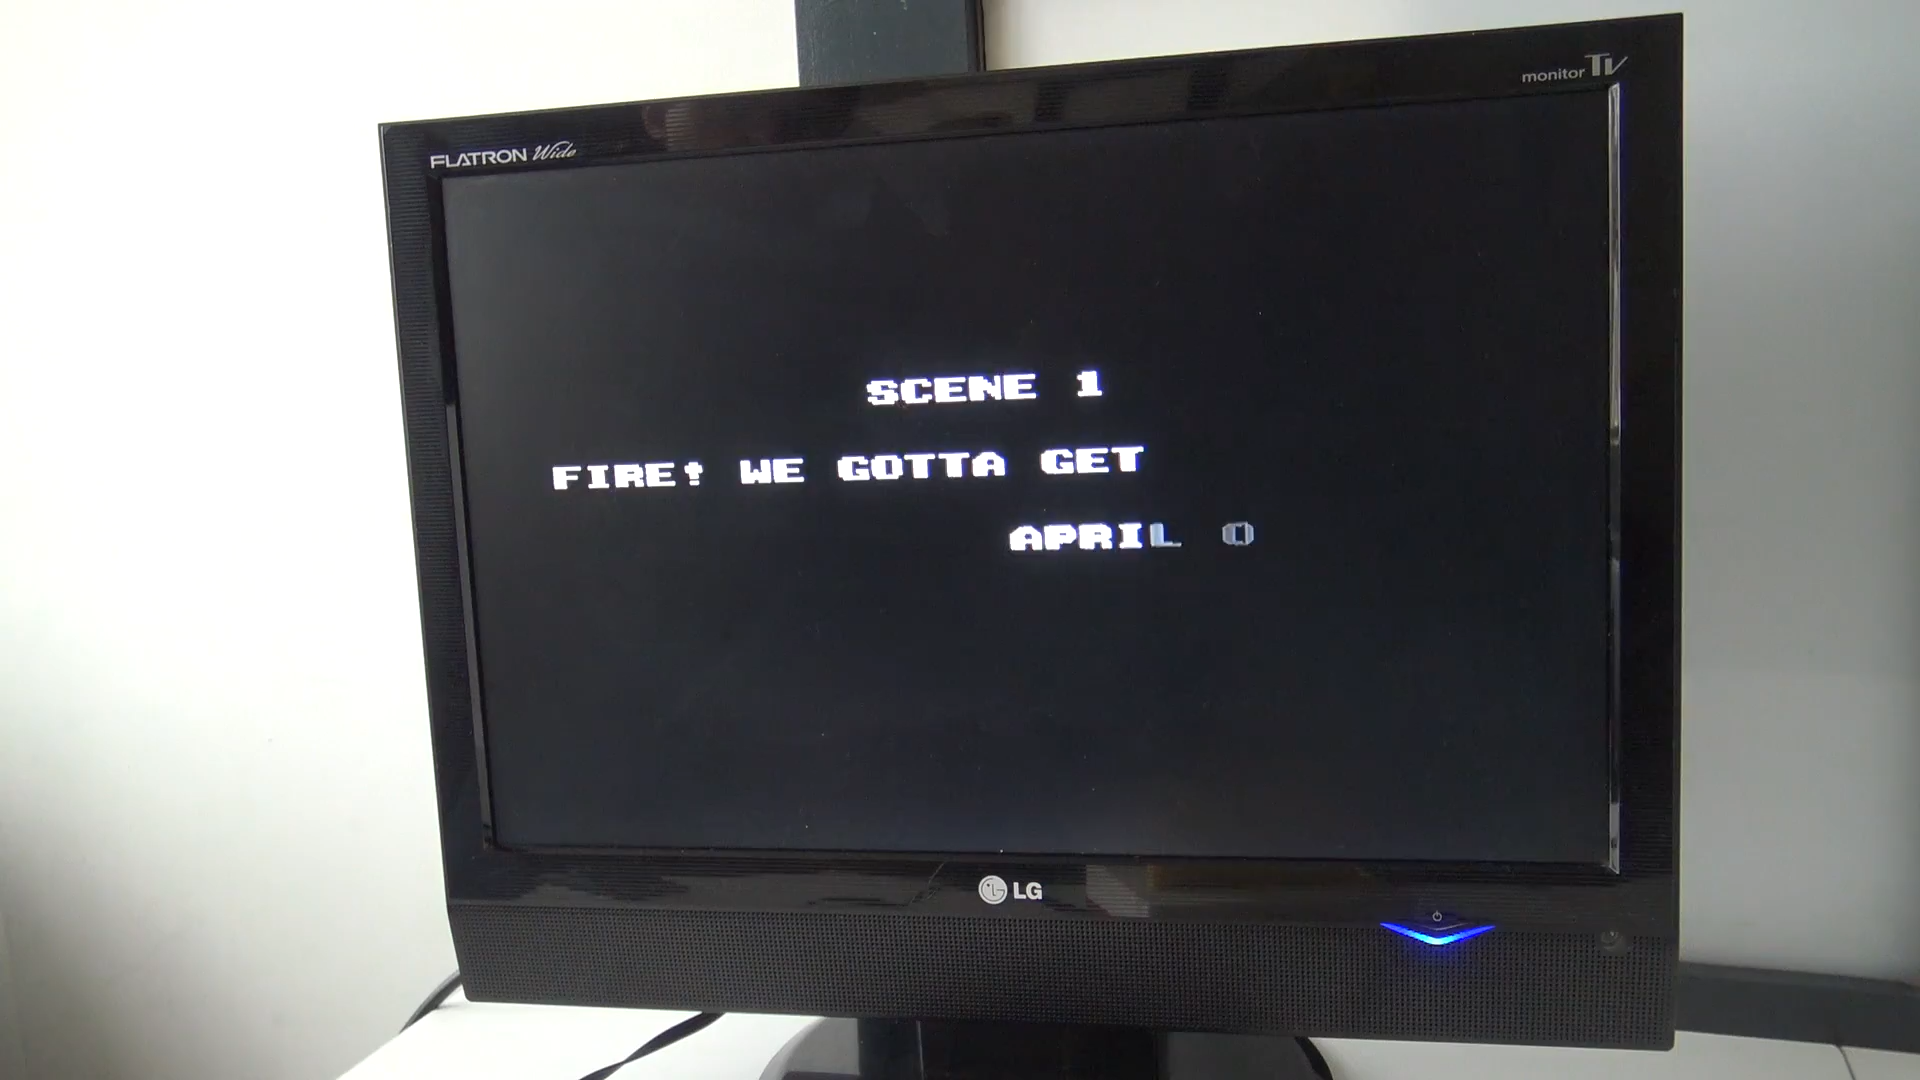 monitor TV
FLATRON Wide
SCENE 1
FIRE! WE GOTTA GET
APRIL O
LG